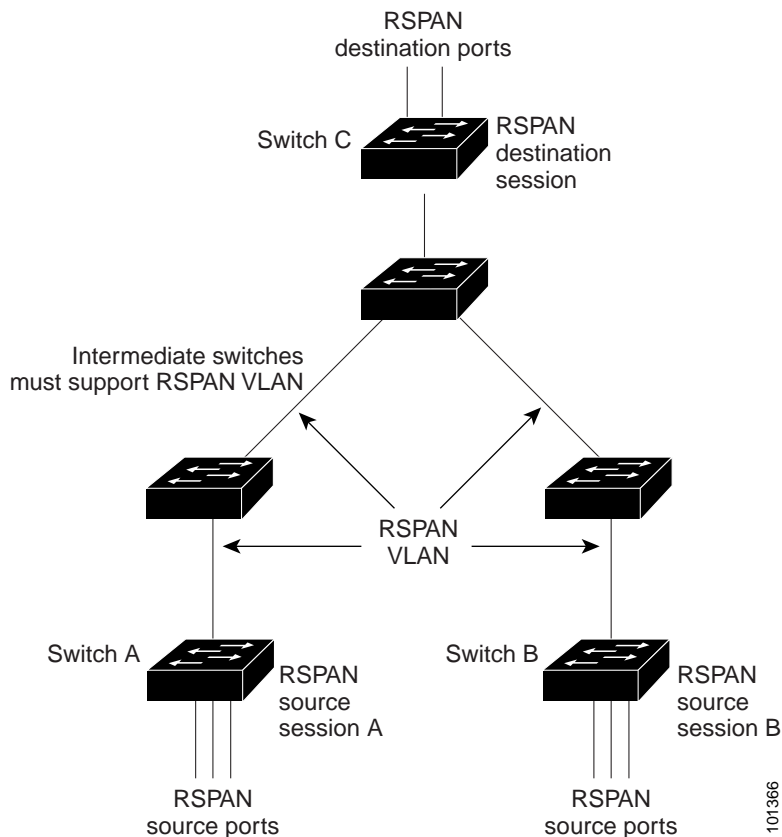 RSPAN
destination ports
Switch C
RSPAN
destination
session
Intermediate switches
must support RSPAN VLAN
RSPAN
VLAN
Switch A
RSPAN
source
session A
Switch B
RSPAN
source
session B
RSPAN
source ports
RSPAN
source ports
101366